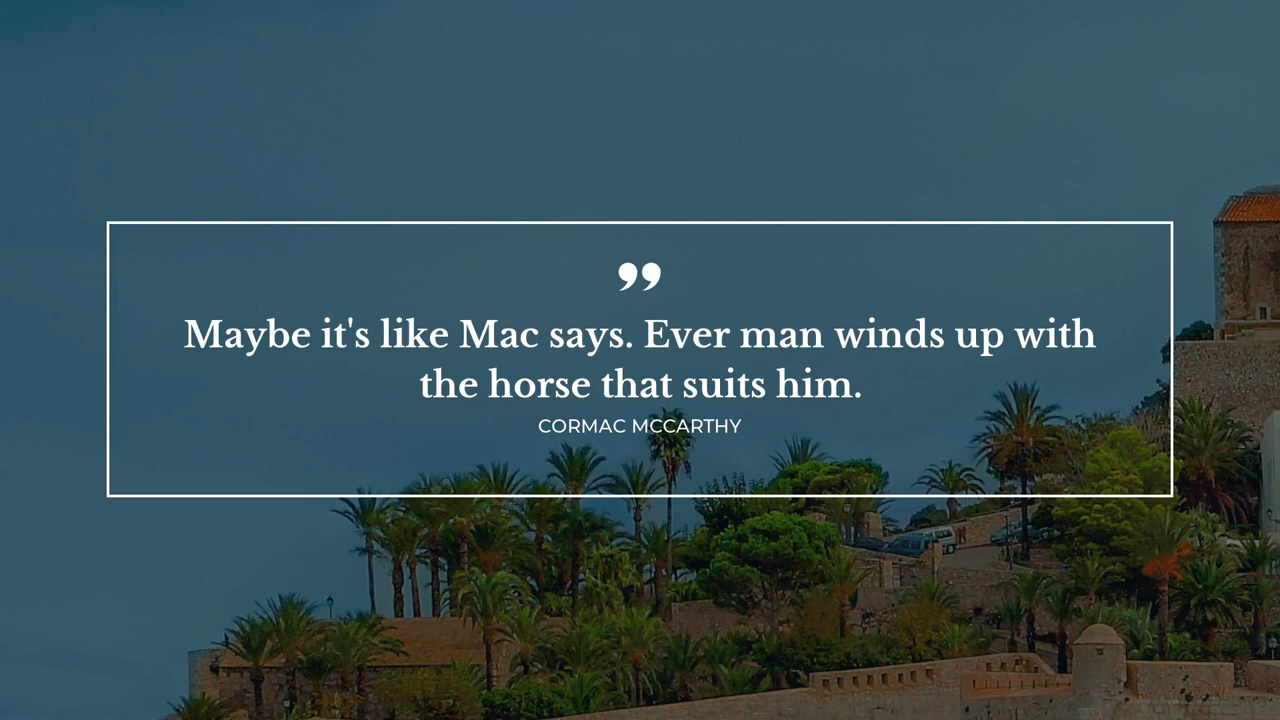 ”
Maybe it's like Mac says. Ever man winds up with
the horse that suits him.
CORMAC MCCARTHY